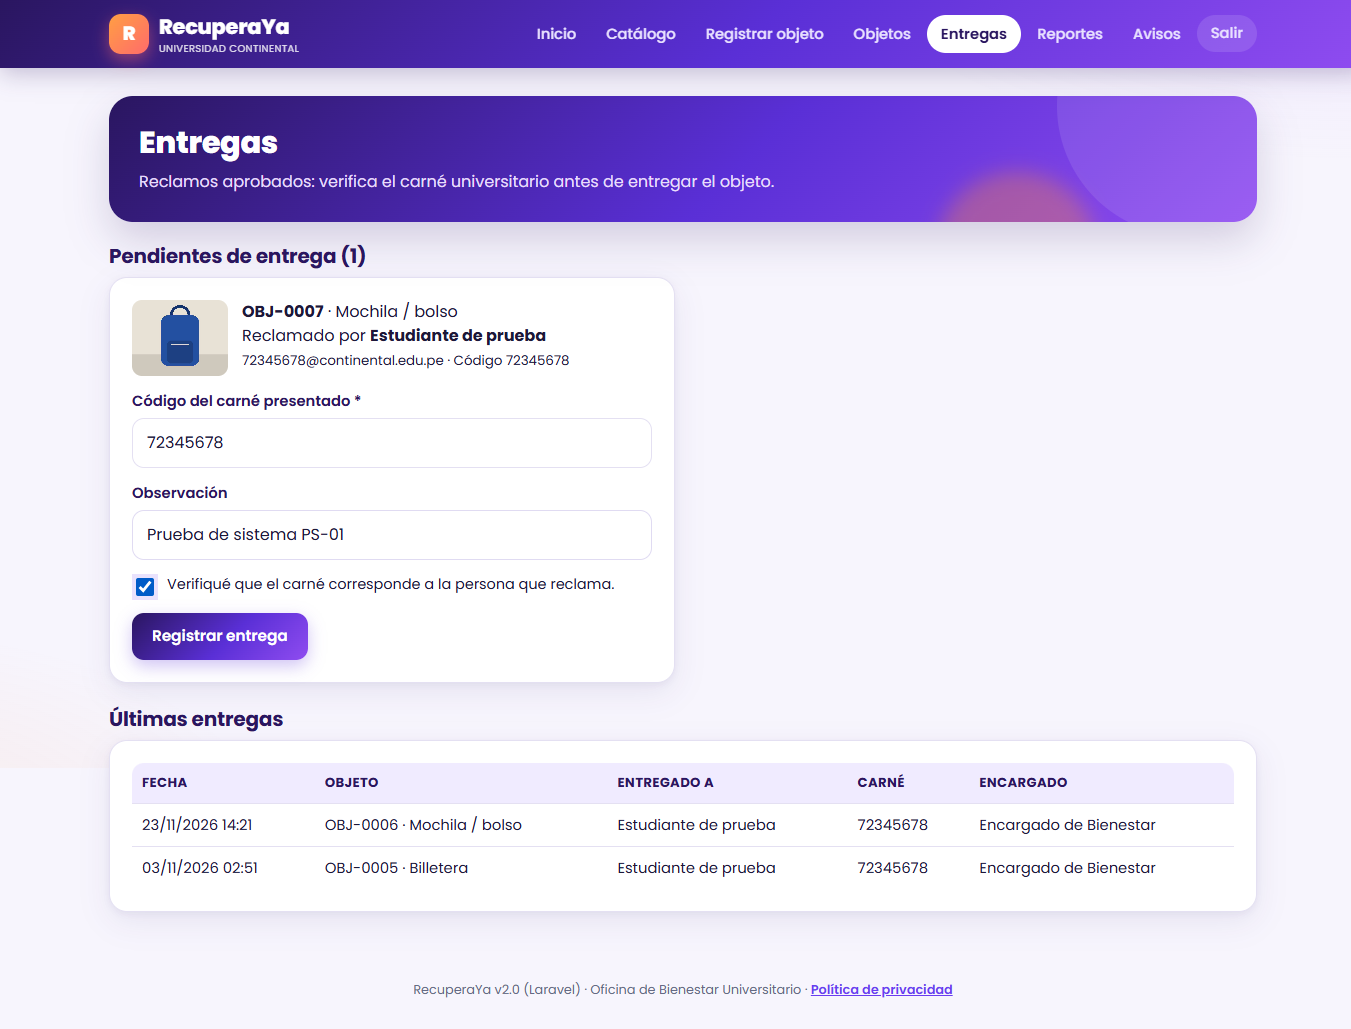 R
RecuperaYa
UNIVERSIDAD CONTINENTAL
Inicio Catálogo Registrar objeto Objetos Entregas Reportes Avisos Salir
Entregas
Reclamos aprobados: verifica el carné universitario antes de entregar el objeto.
Pendientes de entrega (1)
OBJ-0007 · Mochila / bolso
Reclamado por Estudiante de prueba
72345678@continental.edu.pe · Código 72345678
Código del carné presentado *
72345678
Observación
Prueba de sistema PS-01
Verifiqué que el carné corresponde a la persona que reclama.
Registrar entrega
Últimas entregas
FECHA OBJETO ENTREGADO A CARNÉ ENCARGADO
23/11/2026 14:21 OBJ-0006 · Mochila / bolso Estudiante de prueba 72345678 Encargado de Bienestar
03/11/2026 02:51 OBJ-0005 · Billetera Estudiante de prueba 72345678 Encargado de Bienestar
RecuperaYa v2.0 (Laravel) · Oficina de Bienestar Universitario · Política de privacidad